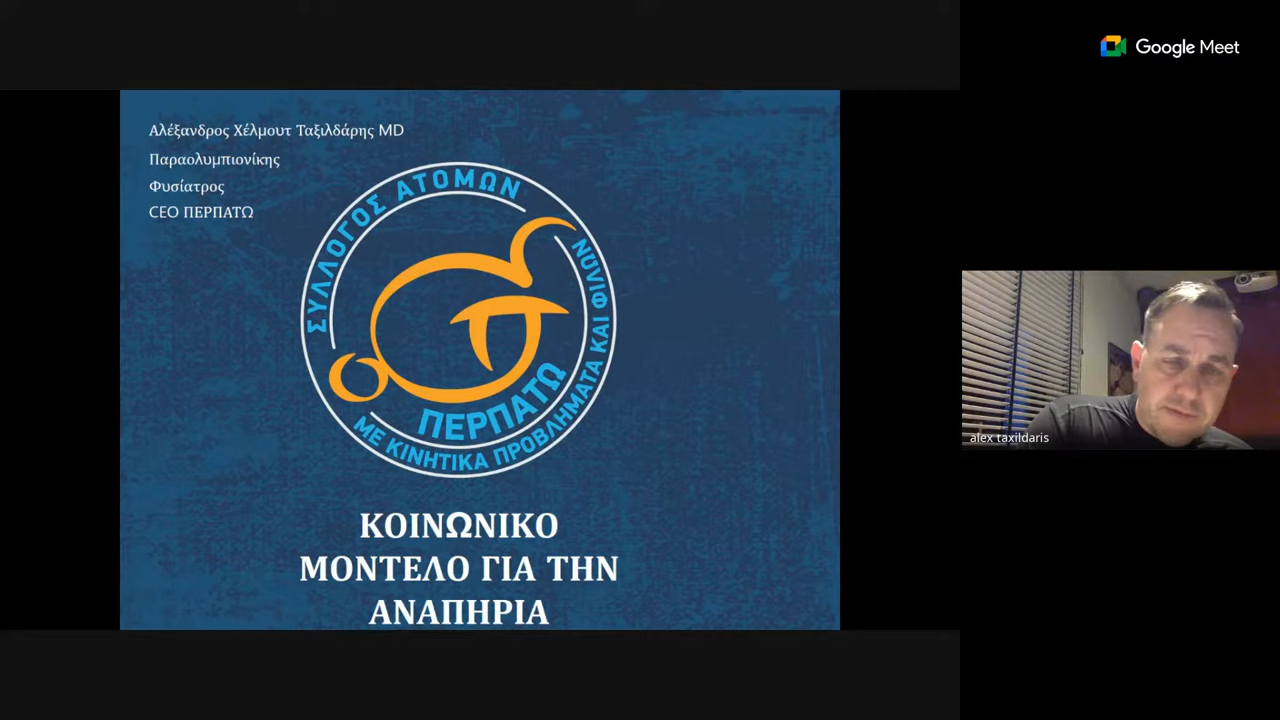 Google Meet
Αλέξανδρος Χέλμουτ Ταξιλδάρης MD
Παραολυμπιονίκης
Φυσίατρος
CEO ΠΕΡΠΑΤΩ
ΣΥΛΛΟΓΟΣ ΑΤΟΜΩΝ
ΜΕ ΚΙΝΗΤΙΚΑ ΠΡΟΒΛΗΜΑΤΑ ΚΑΙ ΦΙΛΩΝ
ΠΕΡΠΑΤΩ
ΚΟΙΝΩΝΙΚΟ
ΜΟΝΤΕΛΟ ΓΙΑ ΤΗΝ
ΑΝΑΠΗΡΙΑ
alex taxildaris